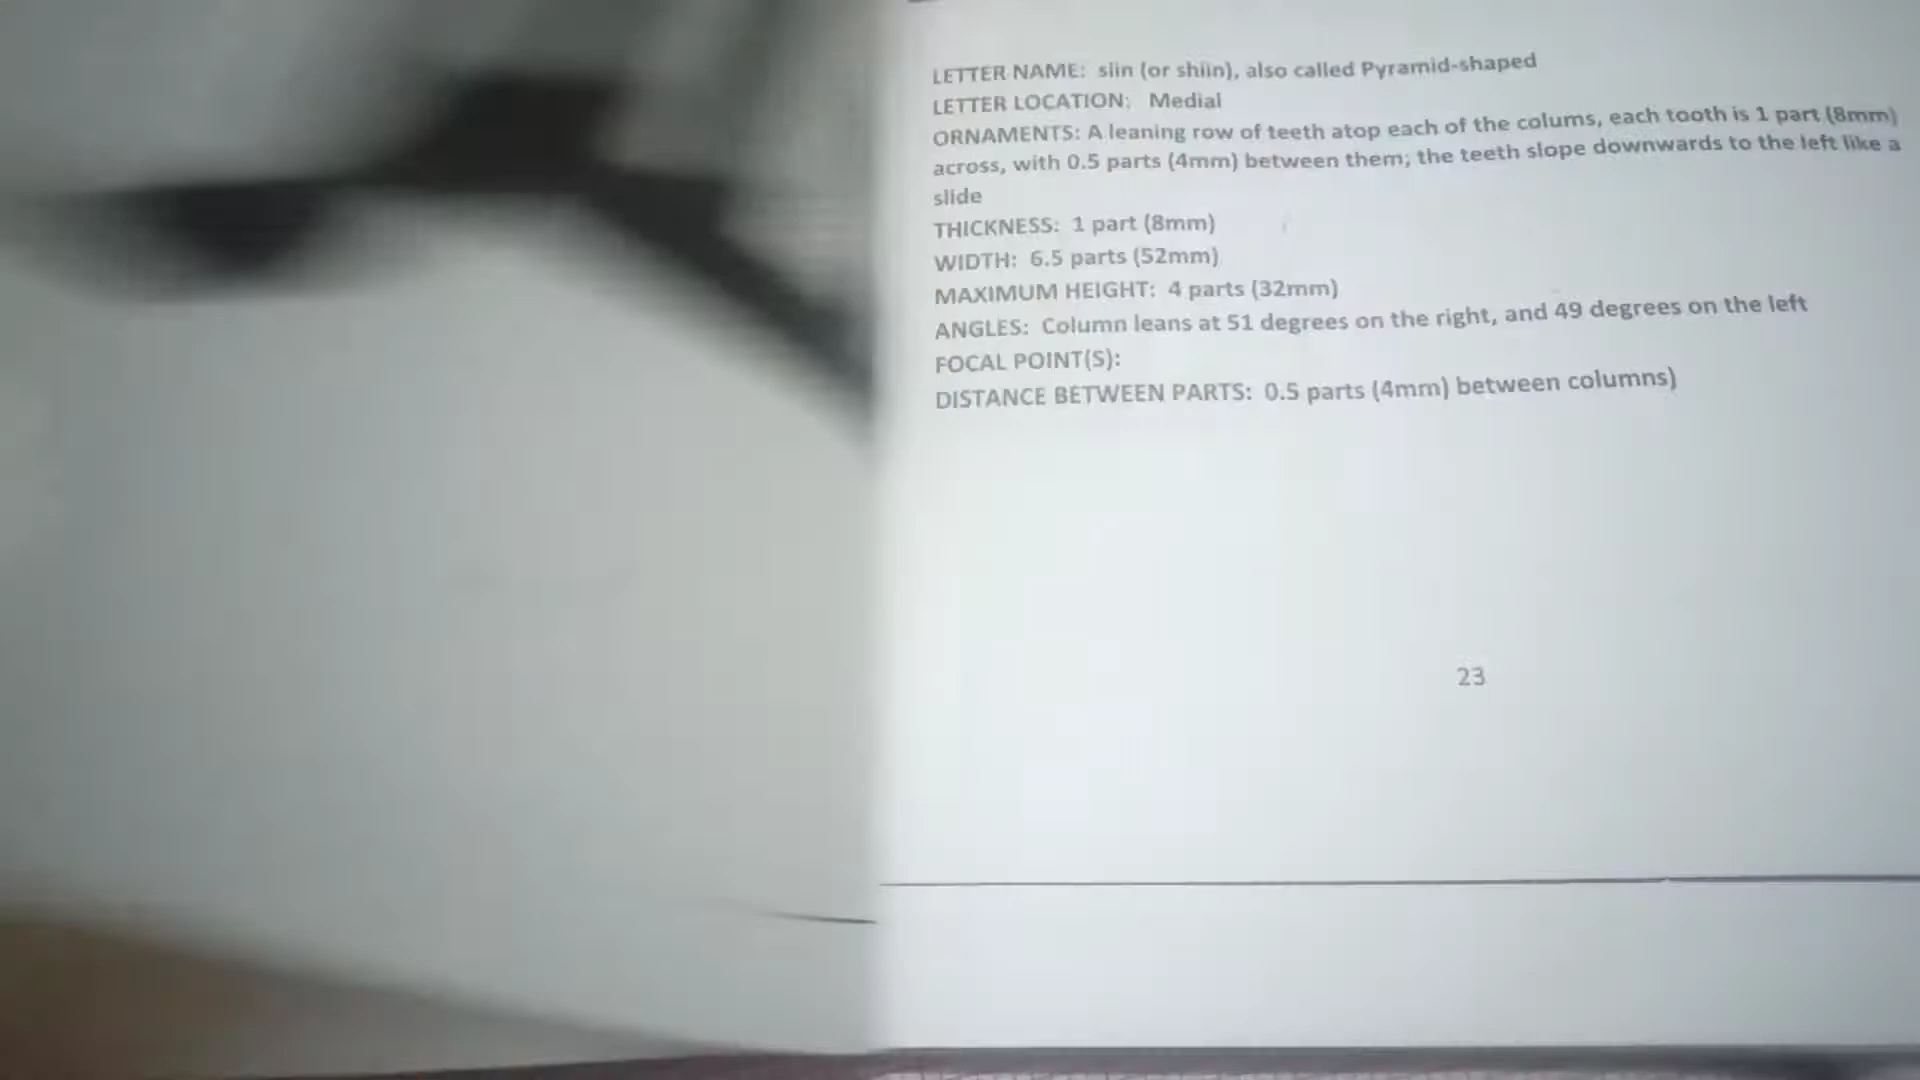 LETTER NAME: siin (or shiin), also called Pyramid-shaped
LETTER LOCATION: Medial
ORNAMENTS: A leaning row of teeth atop each of the colums, each tooth is 1 part (8mm)
across, with 0.5 parts (4mm) between them; the teeth slope downwards to the left like a
slide
THICKNESS: 1 part (8mm)
WIDTH: 6.5 parts (52mm)
MAXIMUM HEIGHT: 4 parts (32mm)
ANGLES: Column leans at 51 degrees on the right, and 49 degrees on the left
FOCAL POINT(S):
DISTANCE BETWEEN PARTS: 0.5 parts (4mm) between columns)
23